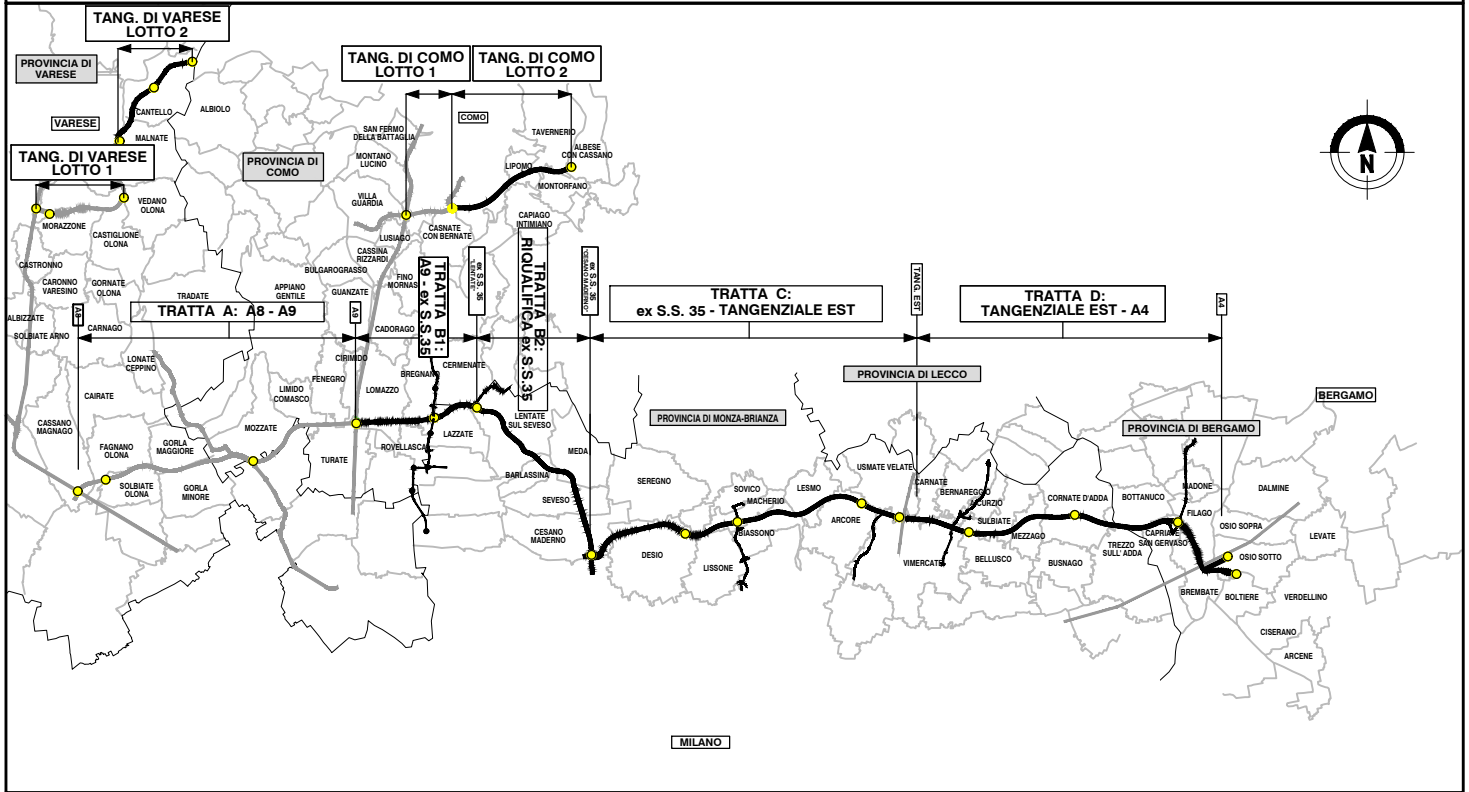 TANG. DI VARESE
LOTTO 2
PROVINCIA DI
VARESE
CANTELLO
ALBIOLO
VARESE
MALNATE
TANG. DI VARESE
LOTTO 1
PROVINCIA DI
COMO
TANG. DI COMO
LOTTO 1
TANG. DI COMO
LOTTO 2
COMO
SAN FERMO
DELLA BATTAGLIA
MONTANO
LUCINO
TAVERNERIO
ALBESE
CON CASSANO
LIPOMO
MONTORFANO
VILLA
GUARDIA
VEDANO
OLONA
MORAZZONE
CASTIGLIONE
OLONA
LUSIAGO
CASNATE
CON BERNATE
CAPIAGO
INTIMIANO
CASSINA
RIZZARDI
BULGAROGRASSO
FINO
MORNAS
CASTRONNO
CARONNO
VARESINO
GORNATE
OLONA
APPIANO
GENTILE
GUANZATE
TRADATE
A8
TRATTA A: A8 - A9
A9
TRATTA B1:
A9 - ex S.S.35
ex S.S. 35
"LENTATE"
TRATTA B2:
RIQUALIFICA ex S.S.35
ex S.S. 35
"CESANO MADERNO"
TRATTA C:
ex S.S. 35 - TANGENZIALE EST
TANG. EST
TRATTA D:
TANGENZIALE EST - A4
A4
ALBIZZATE
SOLBIATE ARNO
CARNAGO
CADORAGO
CIRIMIDO
LONATE
CEPPINO
FENEGRO
LIMIDO
COMASCO
LOMAZZO
BREGNANO
CERMENATE
PROVINCIA DI LECCO
CAIRATE
CASSANO
MAGNAGO
MOZZATE
LENTATE
SUL SEVESO
PROVINCIA DI MONZA-BRIANZA
BERGAMO
PROVINCIA DI BERGAMO
LAZZATE
ROVELLASCA
FAGNANO
OLONA
GORLA
MAGGIORE
TURATE
MEDA
BARLASSINA
SOLBIATE
OLONA
GORLA
MINORE
SEVESO
SEREGNO
SOVICO
MACHERIO
LESMO
USMATE VELATE
CARNATE
BERNAREGGIO
AICURZIO
SULBIATE
CORNATE D'ADDA
BOTTANUCO
MADONE
FILAGO
DALMINE
OSIO SOPRA
ARCORE
BIASSONO
CESANO
MADERNO
DESIO
LISSONE
MEZZAGO
TREZZO
SULL' ADDA
CAPRIATE
SAN GERVASO
LEVATE
OSIO SOTTO
VIMERCATE
BELLUSCO
BUSNAGO
BREMBATE
BOLTIERE
VERDELLINO
CISERANO
ARCENE
N
MILANO